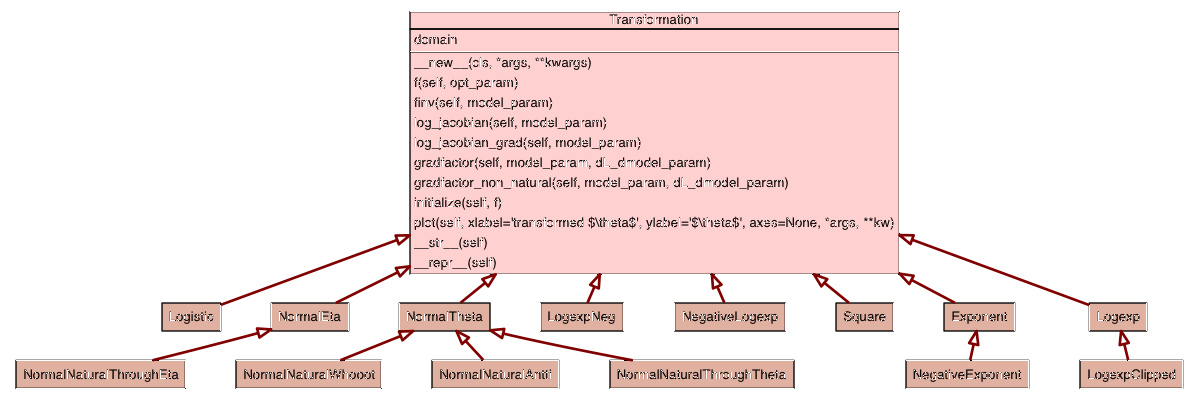 Transformation
domain
__new__(cls, *args, **kwargs)
f(self, opt_param)
finv(self, model_param)
log_jacobian(self, model_param)
log_jacobian_grad(self, model_param)
gradfactor(self, model_param, dL_dmodel_param)
gradfactor_non_natural(self, model_param, dL_dmodel_param)
initialize(self, f)
plot(self, xlabel='transformed $\theta$', ylabel='$\theta$', axes=None, *args, **kw)
__str__(self)
__repr__(self)
Logistic
NormalEta
NormalTheta
LogexpNeg
NegativeLogexp
Square
Exponent
Logexp
NormalNaturalThroughEta
NormalNaturalWhooot
NormalNaturalAntti
NormalNaturalThroughTheta
NegativeExponent
LogexpClipped